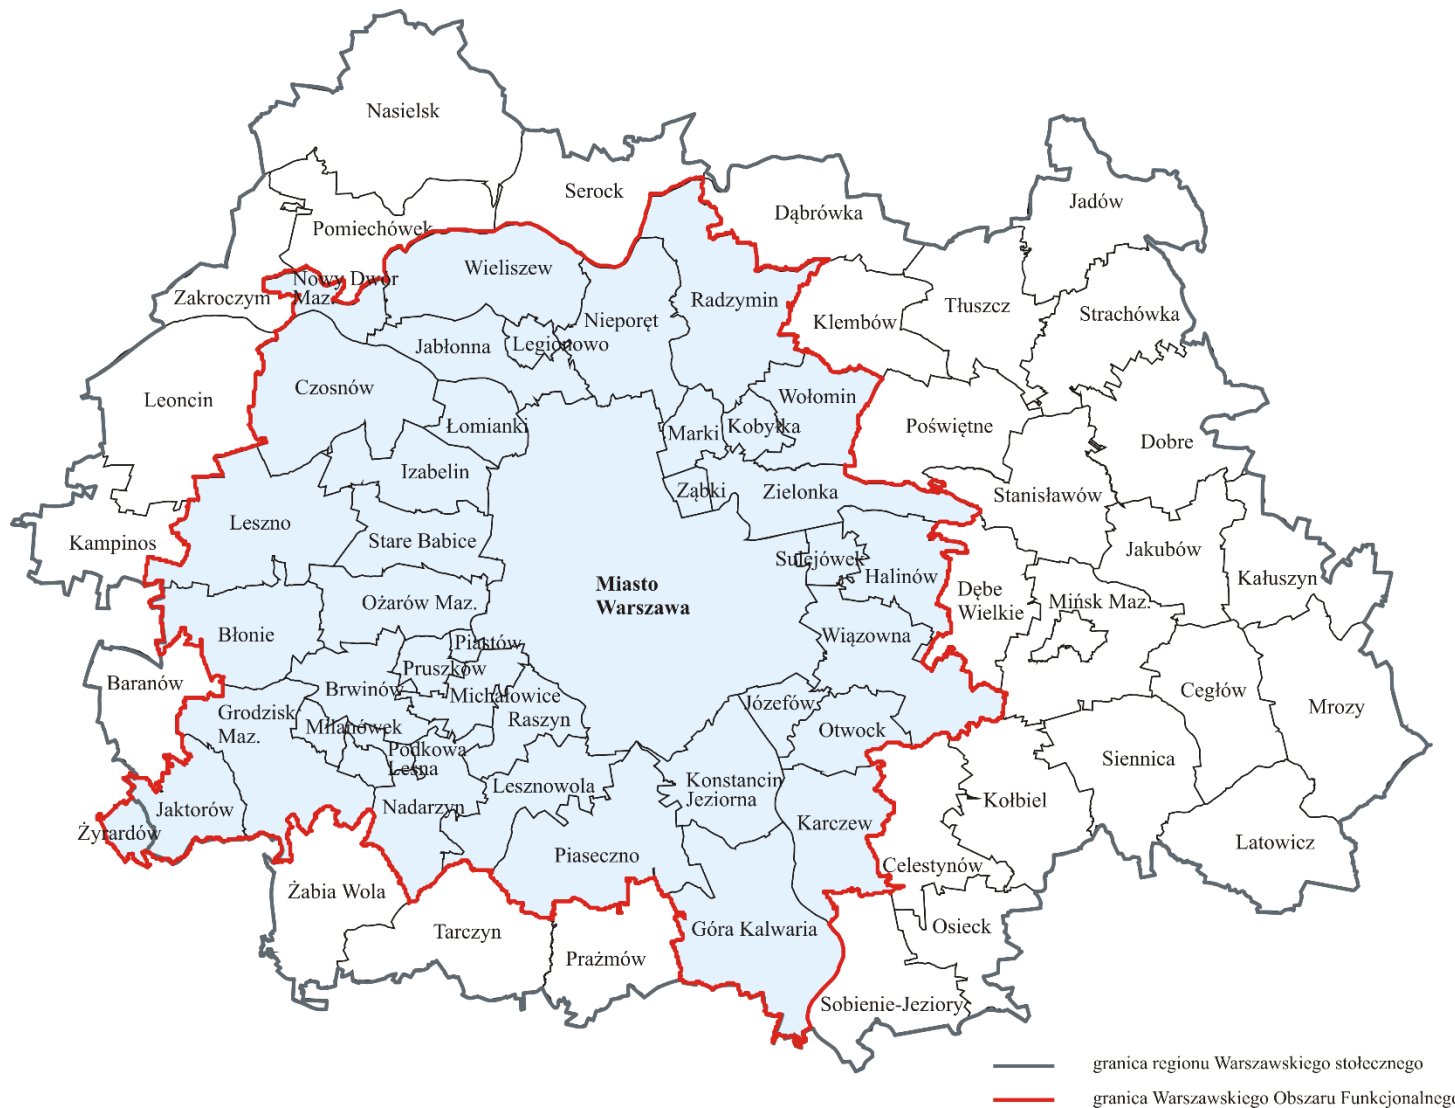 Nasielsk
Serock
Jadów
Dąbrówka
Pomiechówek
Wieliszew
Nowy Dwór
Maz.
Zakroczym
Radzymin
Tłuszcz
Strachówka
Nieporęt
Klembów
Legionowo
Jabłonna
Czosnów
Leoncin
Wołomin
Łomianki
Marki
Kobyłka
Poświętne
Dobre
Izabelin
Ząbki
Zielonka
Stanisławów
Leszno
Kampinos
Stare Babice
Jakubów
Sulejówek
Halinów
Kałuszyn
Miasto
Warszawa
Dębe
Wielkie
Mińsk Maz.
Ożarów Maz.
Błonie
Wiązowna
Piastów
Pruszków
Baranów
Brwinów
Michałowice
Józefów
Cegłów
Mrozy
Grodzisk
Maz.
Milanówek
Raszyn
Otwock
Podkowa
Leśna
Siennica
Lesznowola
Konstancin
Jeziorna
Kołbiel
Jaktorów
Nadarzyn
Żyrardów
Karczew
Latowicz
Piaseczno
Celestynów
Żabia Wola
Tarczyn
Góra Kalwaria
Osieck
Prażmów
Sobienie-Jeziory
granica regionu Warszawskiego stołecznego
granica Warszawskiego Obszaru Funkcjonalnego